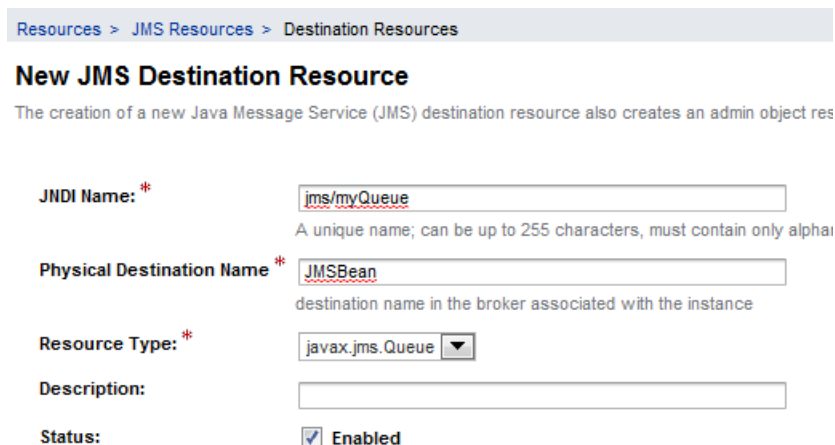 Resources > JMS Resources > Destination Resources
New JMS Destination Resource
The creation of a new Java Message Service (JMS) destination resource also creates an admin object
JNDI Name: *
jms/myQueue
A unique name; can be up to 255 characters, must contain only
Physical Destination Name *
JMSBean
destination name in the broker associated with the instance
Resource Type: *
javax.jms.Queue
Description:
Status:
Enabled